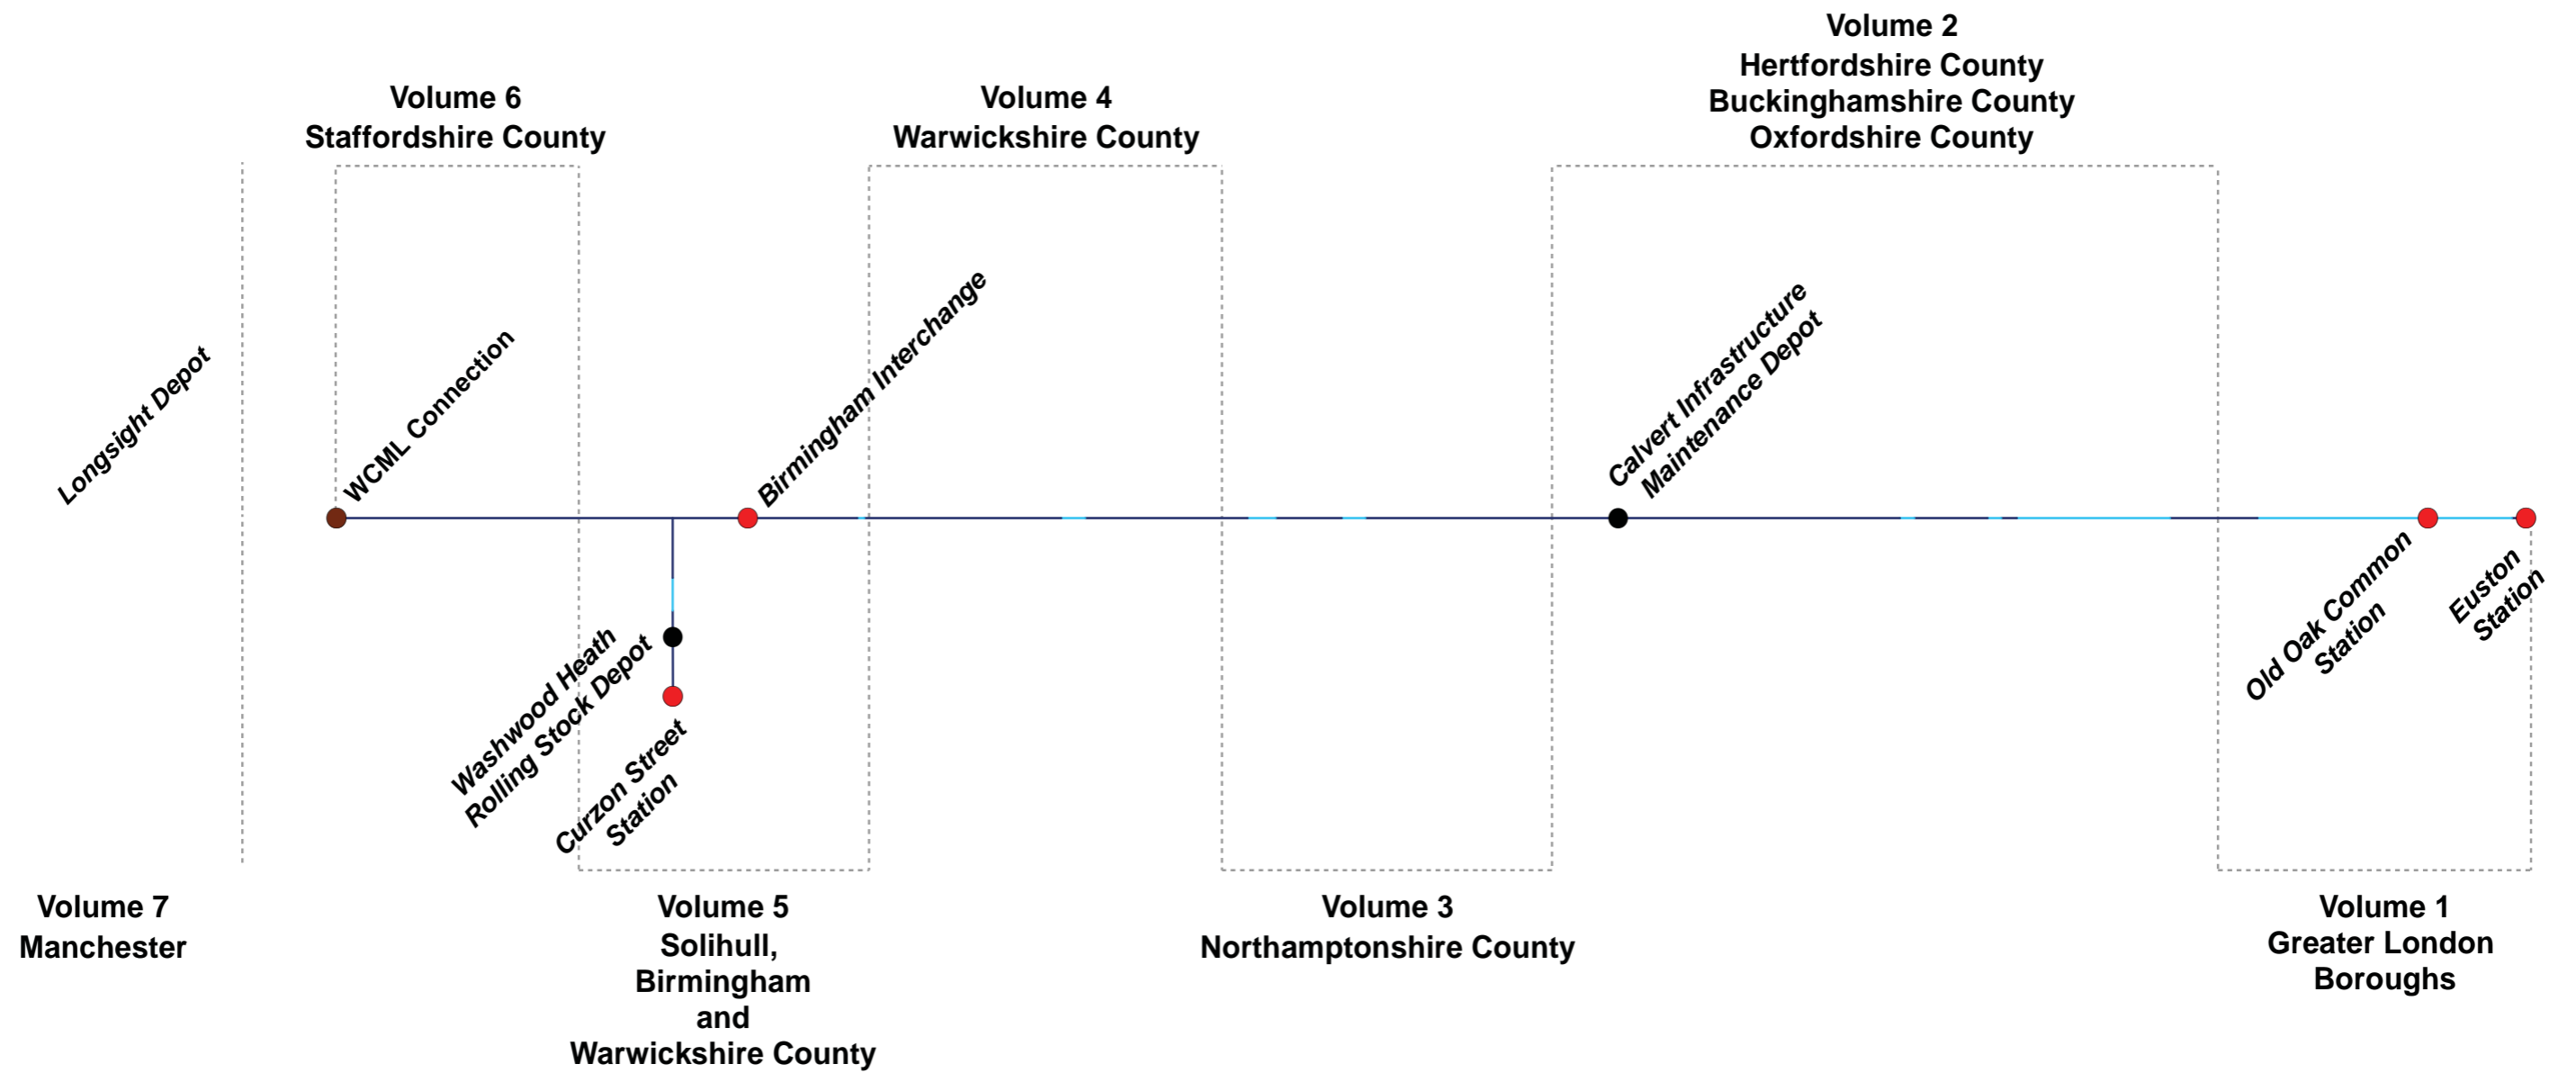 Volume 2
Hertfordshire County
Buckinghamshire County
Oxfordshire County
Volume 6
Staffordshire County
Volume 4
Warwickshire County
Longsight Depot
WCML Connection
Birmingham Interchange
Calvert Infrastructure
Maintenance Depot
Washwood Heath
Rolling Stock Depot
Curzon Street
Station
Old Oak Common
Station
Euston
Station
Volume 7
Manchester
Volume 5
Solihull,
Birmingham
and
Warwickshire County
Volume 3
Northamptonshire County
Volume 1
Greater London
Boroughs